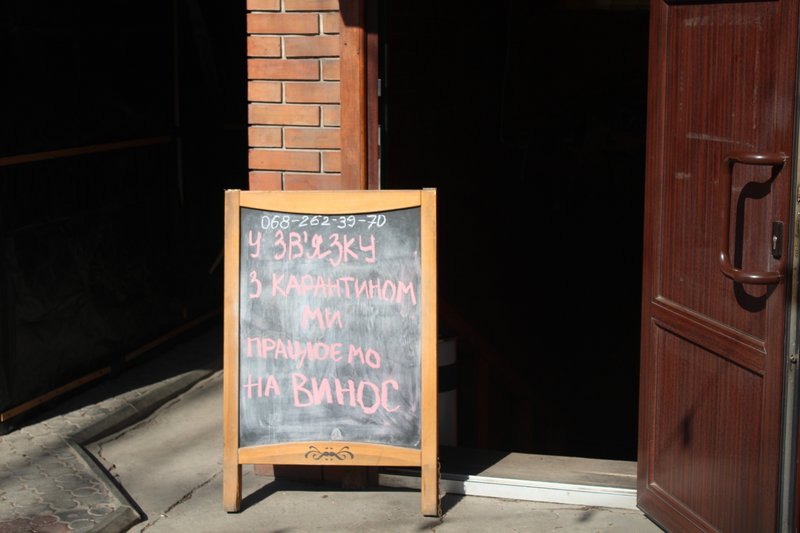 068-262-39-70
У ЗВ'ЯЗКУ
З КАРАНТИНОМ
МИ
ПРАЦЮЄМО
НА ВИНОС